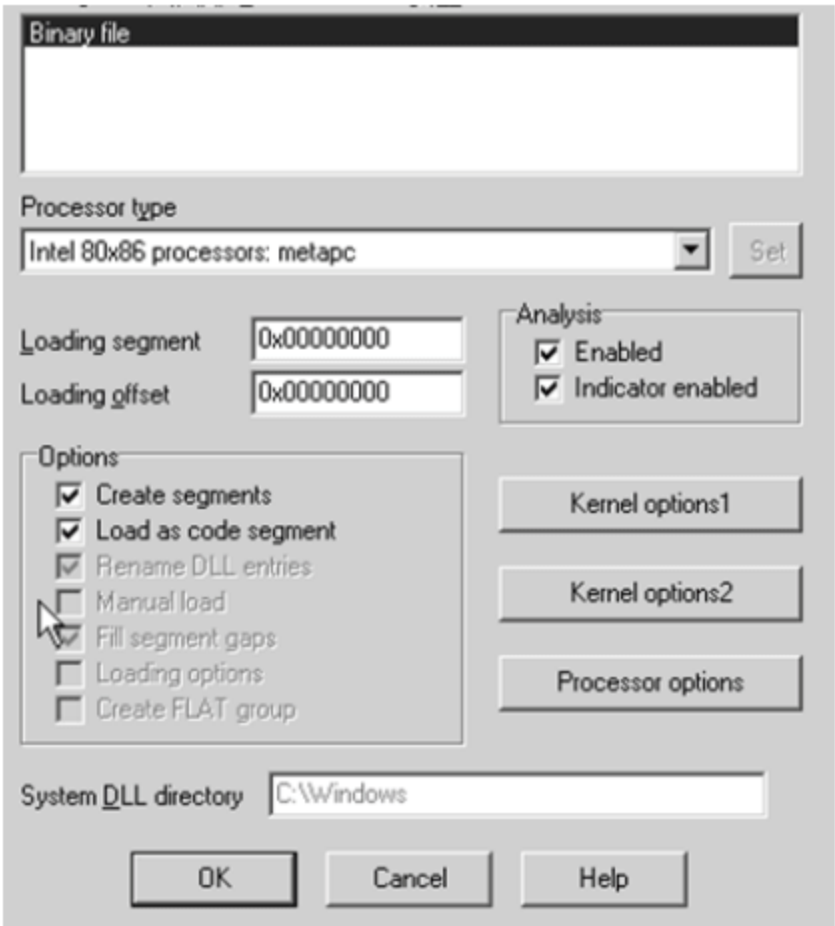 Binary file
Processor type
Intel 80x86 processors: metapc
Set
Loading segment
0x00000000
Loading offset
0x00000000
Analysis
Enabled
Indicator enabled
Options
Create segments
Load as code segment
Rename DLL entries
Manual load
Fill segment gaps
Loading options
Create FLAT group
Kernel options1
Kernel options2
Processor options
System DLL directory
C:\Windows
OK
Cancel
Help